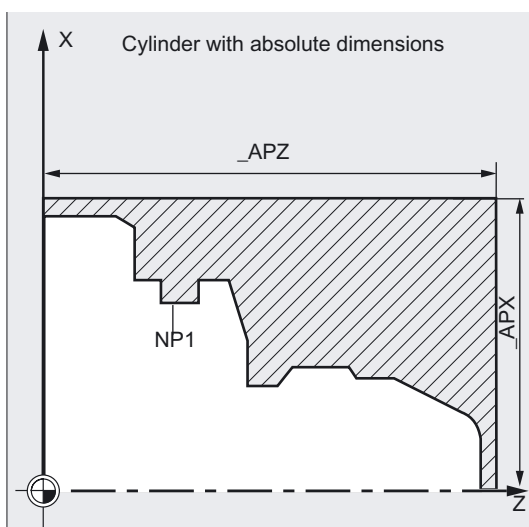 X
Cylinder with absolute dimensions
_APZ
_APX
NP1
Z